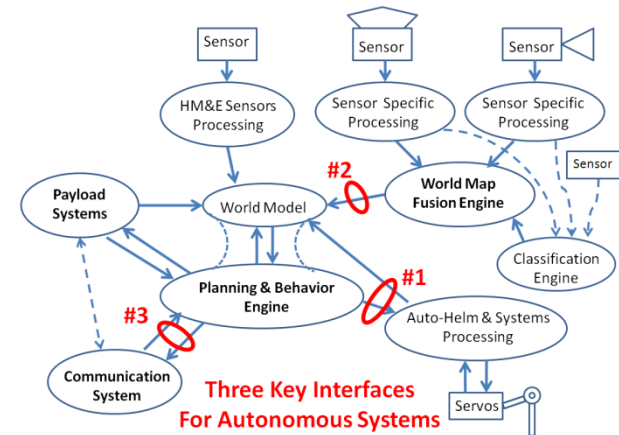 Sensor
Sensor
Sensor
HM&E Sensors
Processing
Sensor Specific
Processing
Sensor Specific
Processing
Sensor
#2
Payload
Systems
World Model
World Map
Fusion Engine
Classification
Engine
Planning & Behavior
Engine
#1
#3
Auto-Helm & Systems
Processing
Communication
System
Three Key Interfaces
For Autonomous Systems
Servos